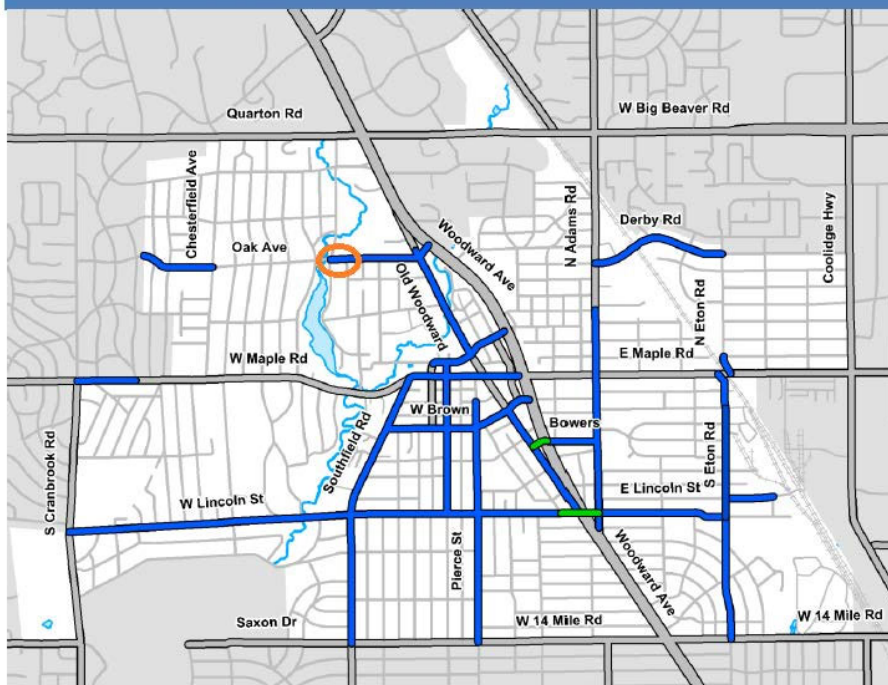 Quarton Rd
W Big Beaver Rd
Chesterfield Ave
Oak Ave
Woodward Ave
N Adams Rd
Derby Rd
Coolidge Hwy
Old Woodward
N Eton Rd
W Maple Rd
E Maple Rd
W Brown
Bowers
Southfield Rd
S Eton Rd
S Cranbrook Rd
W Lincoln St
E Lincoln St
Pierce St
Woodward Ave
Saxon Dr
W 14 Mile Rd
W 14 Mile Rd